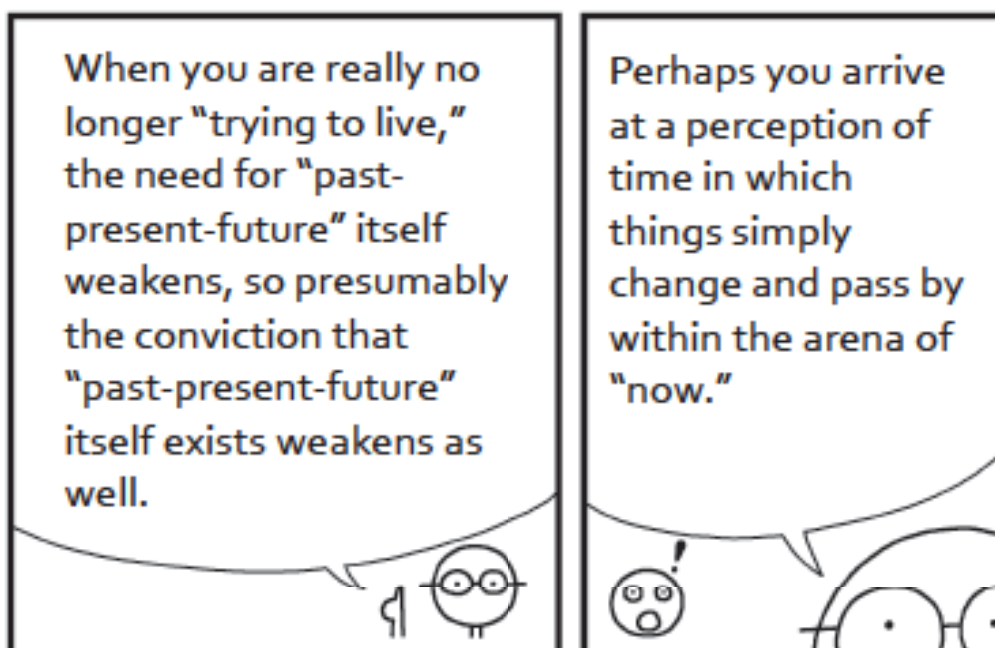 When you are really no
longer “trying to live,”
the need for “past-
present-future” itself
weakens, so presumably
the conviction that
“past-present-future”
itself exists weakens as
well.
Perhaps you arrive
at a perception of
time in which
things simply
change and pass by
within the arena of
“now.”
!